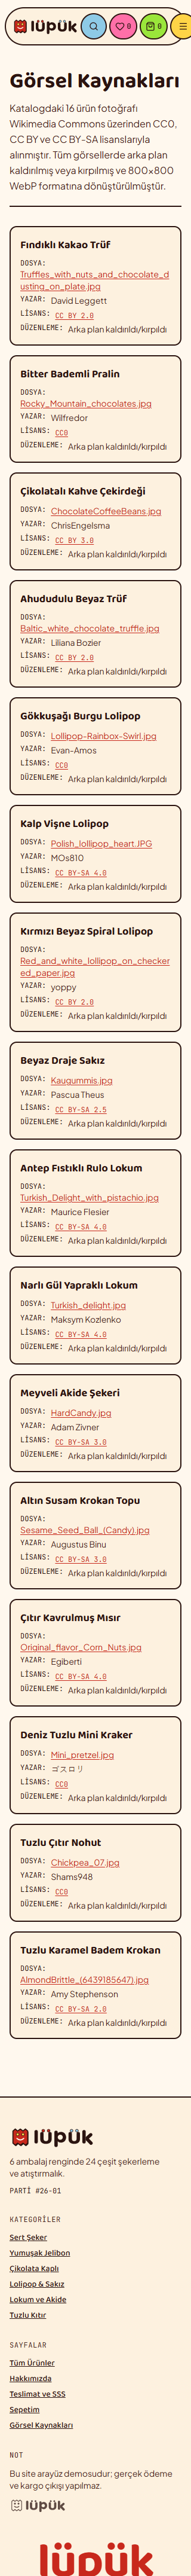 lüpük 0 0
Görsel Kaynakları
Katalogdaki 16 ürün fotoğrafı
Wikimedia Commons üzerinden CC0,
CC BY ve CC BY-SA lisanslarıyla
alınmıştır. Tüm görsellerde arka plan
kaldırılmış veya kırpılmış ve 800×800
WebP formatına dönüştürülmüştür.
Fındıklı Kakao Trüf
DOSYA:
Truffles_with_nuts_and_chocolate_d
usting_on_plate.jpg
YAZAR: David Leggett
LİSANS: CC BY 2.0
DÜZENLEME: Arka plan kaldırıldı/kırpıldı
Bitter Bademli Pralin
DOSYA:
Rocky_Mountain_chocolates.jpg
YAZAR: Wilfredor
LİSANS: CC0
DÜZENLEME: Arka plan kaldırıldı/kırpıldı
Çikolatalı Kahve Çekirdeği
DOSYA: ChocolateCoffeeBeans.jpg
YAZAR: ChrisEngelsma
LİSANS: CC BY 3.0
DÜZENLEME: Arka plan kaldırıldı/kırpıldı
Ahududulu Beyaz Trüf
DOSYA:
Baltic_white_chocolate_truffle.jpg
YAZAR: Liliana Bozier
LİSANS: CC BY 2.0
DÜZENLEME: Arka plan kaldırıldı/kırpıldı
Gökkuşağı Burgu Lolipop
DOSYA: Lollipop-Rainbox-Swirl.jpg
YAZAR: Evan-Amos
LİSANS: CC0
DÜZENLEME: Arka plan kaldırıldı/kırpıldı
Kalp Vişne Lolipop
DOSYA: Polish_lollipop_heart.JPG
YAZAR: MOs810
LİSANS: CC BY-SA 4.0
DÜZENLEME: Arka plan kaldırıldı/kırpıldı
Kırmızı Beyaz Spiral Lolipop
DOSYA:
Red_and_white_lollipop_on_checker
ed_paper.jpg
YAZAR: yoppy
LİSANS: CC BY 2.0
DÜZENLEME: Arka plan kaldırıldı/kırpıldı
Beyaz Draje Sakız
DOSYA: Kaugummis.jpg
YAZAR: Pascua Theus
LİSANS: CC BY-SA 2.5
DÜZENLEME: Arka plan kaldırıldı/kırpıldı
Antep Fıstıklı Rulo Lokum
DOSYA:
Turkish_Delight_with_pistachio.jpg
YAZAR: Maurice Flesier
LİSANS: CC BY-SA 4.0
DÜZENLEME: Arka plan kaldırıldı/kırpıldı
Narlı Gül Yapraklı Lokum
DOSYA: Turkish_delight.jpg
YAZAR: Maksym Kozlenko
LİSANS: CC BY-SA 4.0
DÜZENLEME: Arka plan kaldırıldı/kırpıldı
Meyveli Akide Şekeri
DOSYA: HardCandy.jpg
YAZAR: Adam Zivner
LİSANS: CC BY-SA 3.0
DÜZENLEME: Arka plan kaldırıldı/kırpıldı
Altın Susam Krokan Topu
DOSYA:
Sesame_Seed_Ball_(Candy).jpg
YAZAR: Augustus Binu
LİSANS: CC BY-SA 3.0
DÜZENLEME: Arka plan kaldırıldı/kırpıldı
Çıtır Kavrulmuş Mısır
DOSYA:
Original_flavor_Corn_Nuts.jpg
YAZAR: Egiberti
LİSANS: CC BY-SA 4.0
DÜZENLEME: Arka plan kaldırıldı/kırpıldı
Deniz Tuzlu Mini Kraker
DOSYA: Mini_pretzel.jpg
YAZAR: ゴスロリ
LİSANS: CC0
DÜZENLEME: Arka plan kaldırıldı/kırpıldı
Tuzlu Çıtır Nohut
DOSYA: Chickpea_07.jpg
YAZAR: Shams948
LİSANS: CC0
DÜZENLEME: Arka plan kaldırıldı/kırpıldı
Tuzlu Karamel Badem Krokan
DOSYA:
AlmondBrittle_(6439185647).jpg
YAZAR: Amy Stephenson
LİSANS: CC BY-SA 2.0
DÜZENLEME: Arka plan kaldırıldı/kırpıldı
lüpük
6 ambalaj renginde 24 çeşit şekerleme
ve atıştırmalık.
PARTİ #26-01
KATEGORİLER
Sert Şeker
Yumuşak Jelibon
Çikolata Kaplı
Lolipop & Sakız
Lokum ve Akide
Tuzlu Kıtır
SAYFALAR
Tüm Ürünler
Hakkımızda
Teslimat ve SSS
Sepetim
Görsel Kaynakları
NOT
Bu site arayüz demosudur; gerçek ödeme
ve kargo çıkışı yapılmaz.
lüpük
lüpük